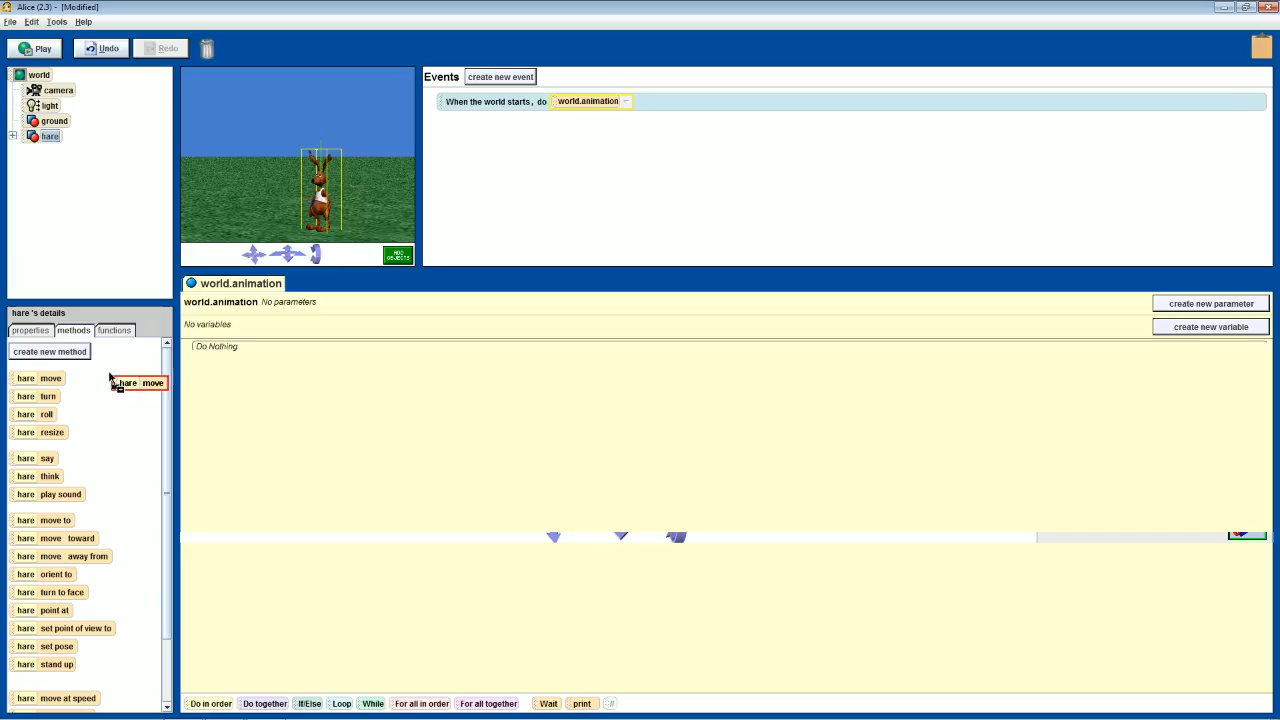 Alice (2.3) - [Modified]
File Edit Tools Help
Play Undo Redo
world
camera
light
ground
hare
ADD OBJECTS
Events create new event
When the world starts, do world.animation
hare 's details
properties methods functions
create new method
hare move
hare move
hare turn
hare roll
hare resize
hare say
hare think
hare play sound
hare move to
hare move toward
hare move away from
hare orient to
hare turn to face
hare point at
hare set point of view to
hare set pose
hare stand up
hare move at speed
world.animation
world.animation No parameters create new parameter
No variables create new variable
Do Nothing
Do in order Do together If/Else Loop While For all in order For all together Wait print //